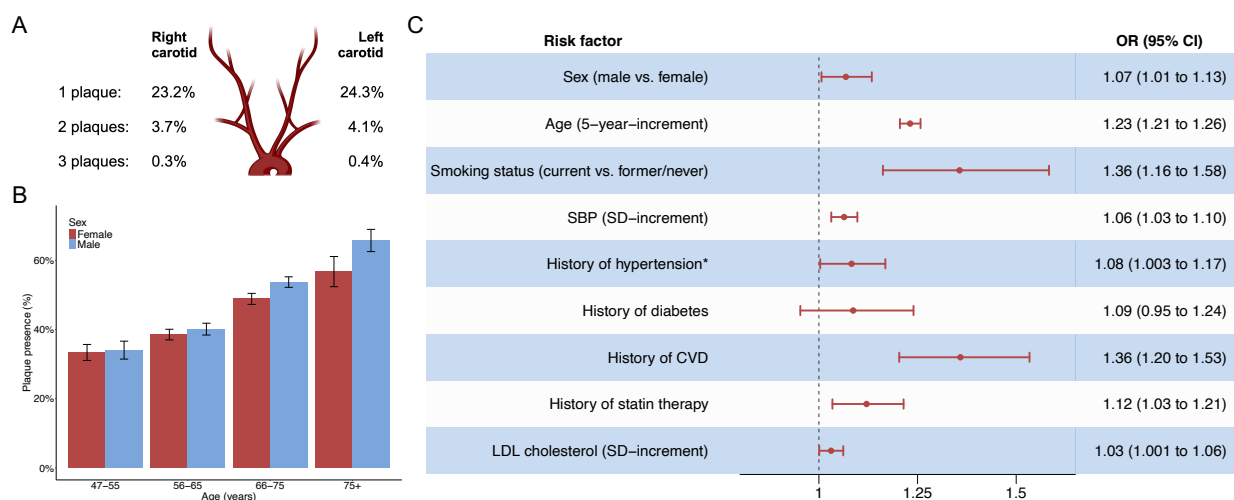 A
Right carotid
Left carotid
1 plaque: 23.2% 24.3%
2 plaques: 3.7% 4.1%
3 plaques: 0.3% 0.4%
B
Sex
Female
Male
Plaque presence (%)
60%
40%
20%
0%
47–55 56–65 66–75 75+
Age (years)
C
Risk factor OR (95% CI)
Sex (male vs. female) 1.07 (1.01 to 1.13)
Age (5–year–increment) 1.23 (1.21 to 1.26)
Smoking status (current vs. former/never) 1.36 (1.16 to 1.58)
SBP (SD–increment) 1.06 (1.03 to 1.10)
History of hypertension* 1.08 (1.003 to 1.17)
History of diabetes 1.09 (0.95 to 1.24)
History of CVD 1.36 (1.20 to 1.53)
History of statin therapy 1.12 (1.03 to 1.21)
LDL cholesterol (SD–increment) 1.03 (1.001 to 1.06)
1 1.25 1.5